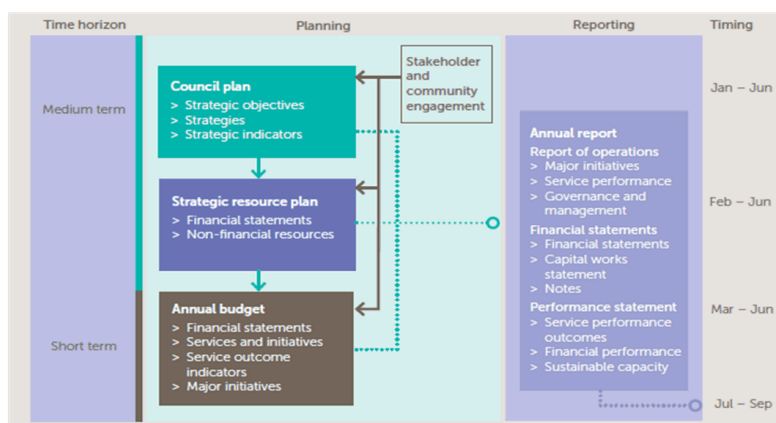 Time horizon
Planning
Reporting
Timing
Medium term
Short term
Council plan
> Strategic objectives
> Strategies
> Strategic indicators
Stakeholder
and
community
engagement
Strategic resource plan
> Financial statements
> Non-financial resources
Annual budget
> Financial statements
> Services and initiatives
> Service outcome
indicators
> Major initiatives
Annual report
Report of operations
> Major initiatives
> Service performance
> Governance and
management
Financial statements
> Financial statements
> Capital works
statement
> Notes
Performance statement
> Service performance
outcomes
> Financial performance
> Sustainable capacity
Jan – Jun
Feb – Jun
Mar – Jun
Jul – Sep